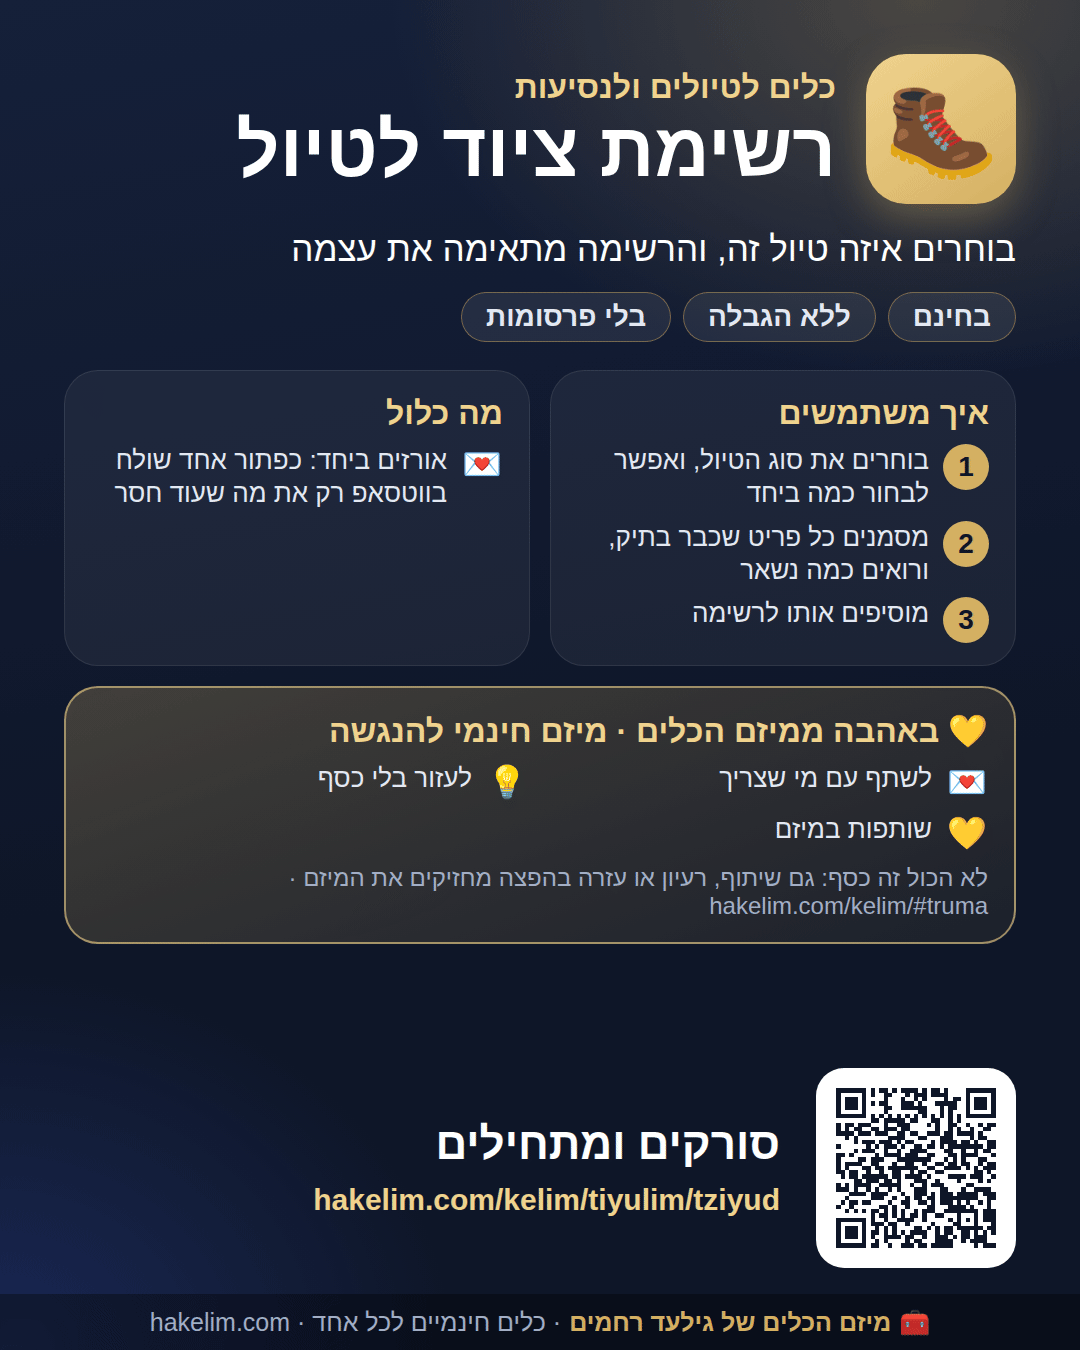 כלים לטיולים ולנסיעות
רשימת ציוד לטיול
בוחרים איזה טיול זה, והרשימה מתאימה את עצמה
בחינם
ללא הגבלה
בלי פרסומות
איך משתמשים
1 בוחרים את סוג הטיול, ואפשר
לבחור כמה ביחד
2 מסמנים כל פריט שכבר בתיק,
ורואים כמה נשאר
3 מוסיפים אותו לרשימה
מה כלול
אורזים ביחד: כפתור אחד שולח
בווטסאפ רק את מה שעוד חסר
באהבה ממיזם הכלים · מיזם חינמי להנגשה
לשתף עם מי שצריך
לעזור בלי כסף
שותפות במיזם
לא הכול זה כסף: גם שיתוף, רעיון או עזרה בהפצה מחזיקים את המיזם ·
hakelim.com/kelim/#truma
סורקים ומתחילים
hakelim.com/kelim/tiyulim/tziyud
מיזם הכלים של גילעד רחמים · כלים חינמיים לכל אחד · hakelim.com